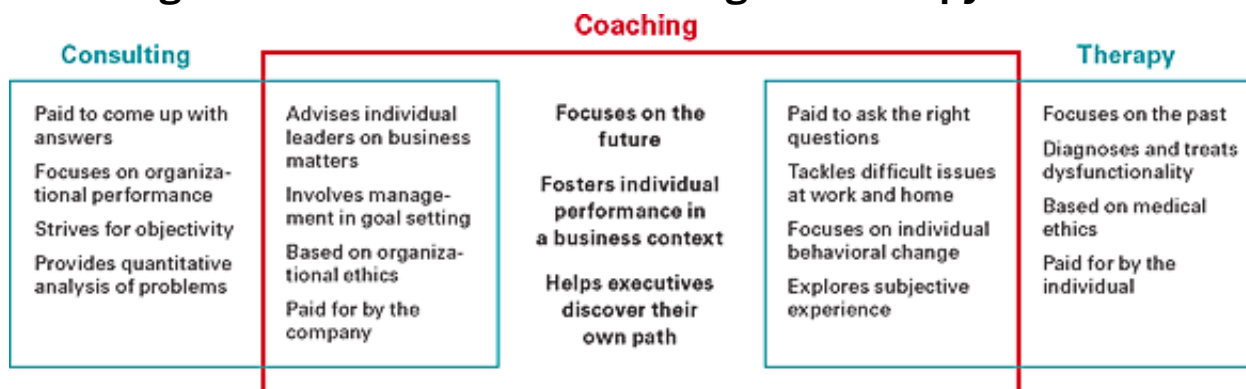 Coaching
Consulting
Therapy
Paid to come up with
answers
Focuses on organiza-
tional performance
Strives for objectivity
Provides quantitative
analysis of problems
Advises individual
leaders on business
matters
Involves manage-
ment in goal setting
Based on organiza-
tional ethics
Paid for by the
company
Focuses on the
future
Fosters individual
performance in
a business context
Helps executives
discover their
own path
Paid to ask the right
questions
Tackles difficult issues
at work and home
Focuses on individual
behavioral change
Explores subjective
experience
Focuses on the past
Diagnoses and treats
dysfunctionality
Based on medical
ethics
Paid for by the
individual